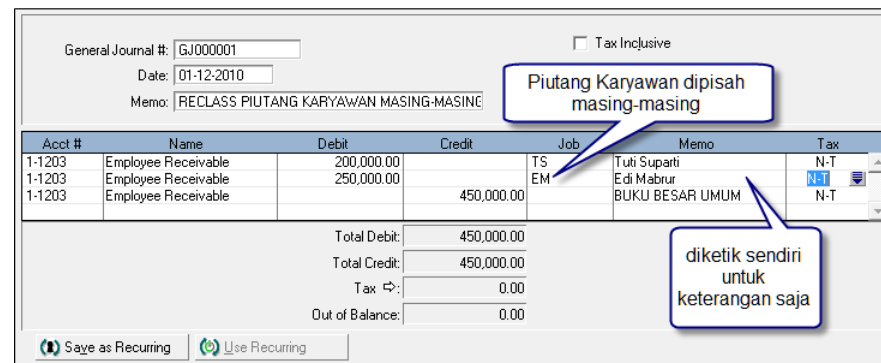 General Journal #: GJ000001
Tax Inclusive
Date: 01-12-2010
Memo: RECLASS PIUTANG KARYAWAN MASING-MASING
Piutang Karyawan dipisah
masing-masing
Acct # Name Debit Credit Job Memo Tax
1-1203 Employee Receivable 200,000.00 TS Tuti Suparti N-T
1-1203 Employee Receivable 250,000.00 EM Edi Mabrur N-T
1-1203 Employee Receivable 450,000.00 BUKU BESAR UMUM N-T
Total Debit: 450,000.00
Total Credit: 450,000.00
Tax ⇨: 0.00
Out of Balance: 0.00
diketik sendiri
untuk
keterangan saja
Save as Recurring Use Recurring